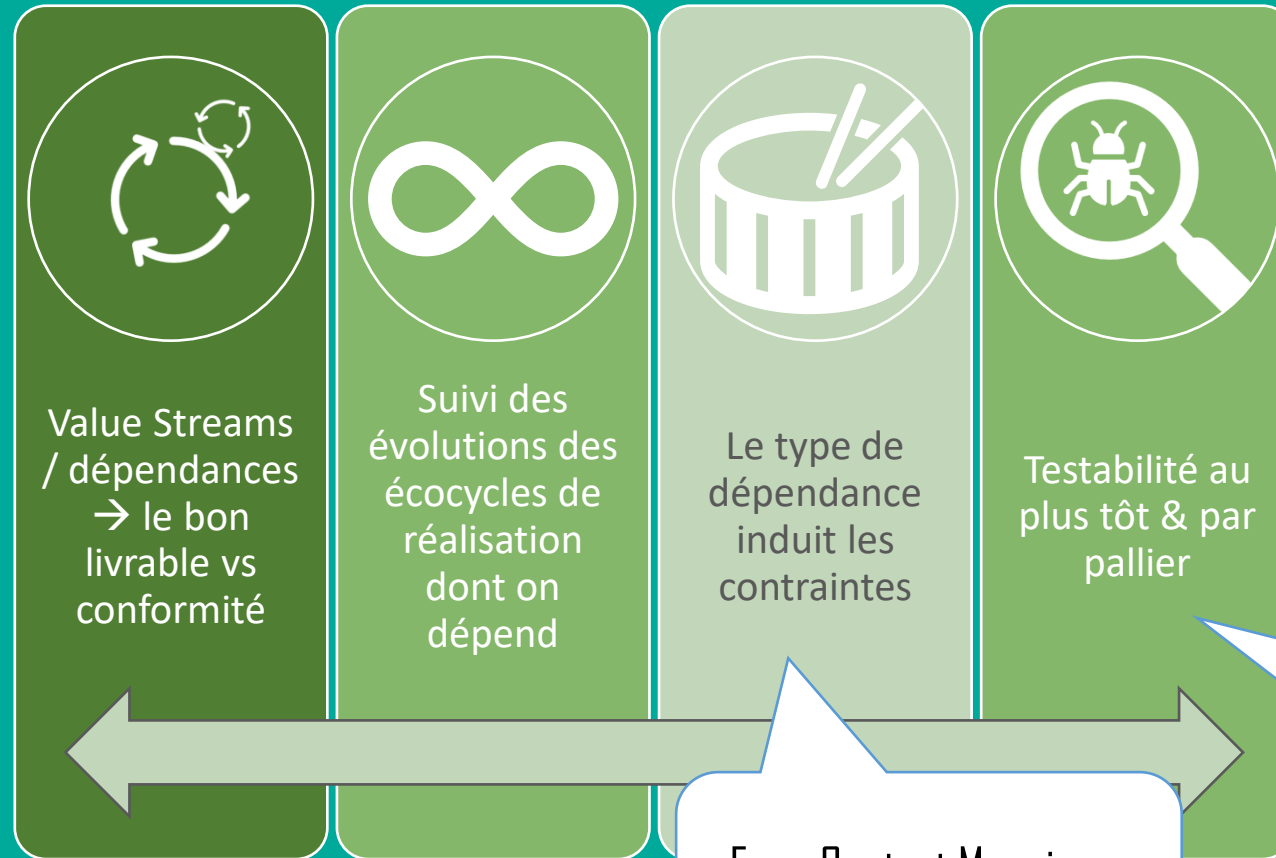 Value Streams
/ dépendances
→ le bon
livrable vs
conformité
Suivi des
évolutions des
écocycles de
réalisation
dont on
dépend
Le type de
dépendance
induit les
contraintes
Testabilité au
plus tôt & par
pallier